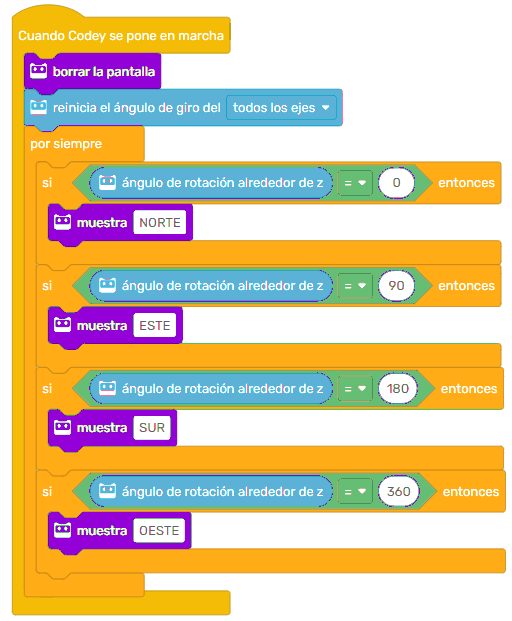 Cuando Codey se pone en marcha
borrar la pantalla
reinicia el ángulo de giro del todos los ejes
por siempre
si ángulo de rotación alrededor de z = 0 entonces
muestra NORTE
si ángulo de rotación alrededor de z = 90 entonces
muestra ESTE
si ángulo de rotación alrededor de z = 180 entonces
muestra SUR
si ángulo de rotación alrededor de z = 360 entonces
muestra OESTE